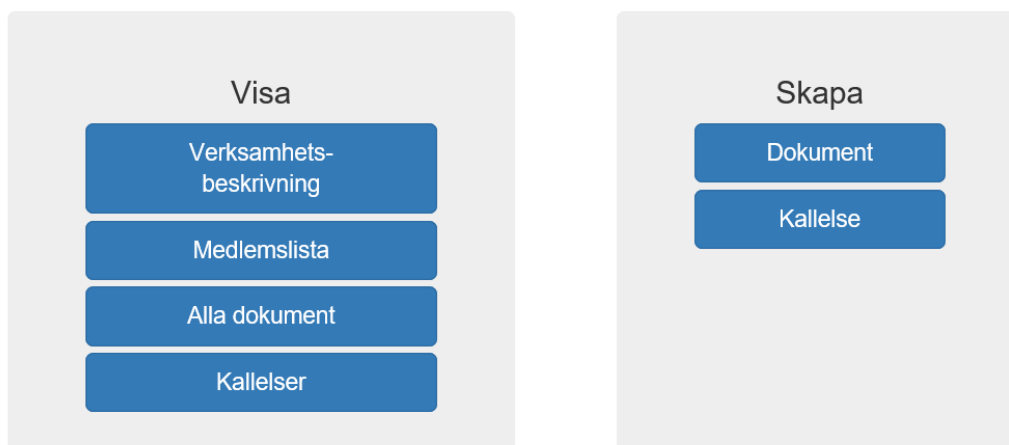 Visa
Verksamhets-
beskrivning
Medlemslista
Alla dokument
Kallelser
Skapa
Dokument
Kallelse